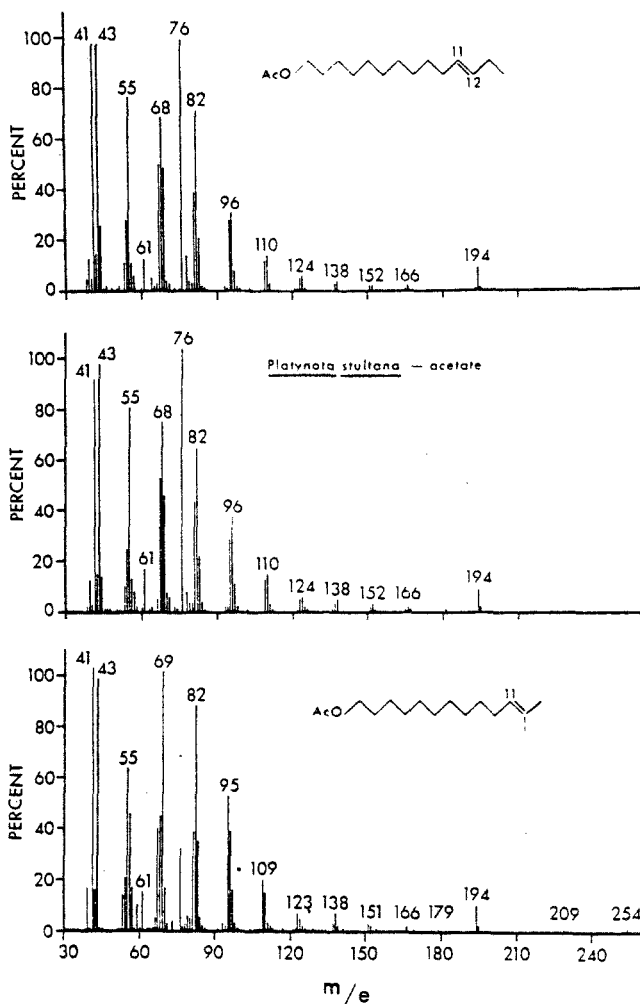 41 43 76
100
80 55 82
68
PERCENT 60
40 96
20 61 110
124 138 152 166 194
0
11
AcO
12
41 43 76
100
Platynota stultana — acetate
80 55 68
82
PERCENT 60
40 96
20 61 110
124 138 152 166 194
0
41 43 69
100
82
80 55
PERCENT 60 95
40
20 61 109
123 138 151 166 179 194 209 254
0
11
AcO
30 60 90 120 150 180 210 240
m/e